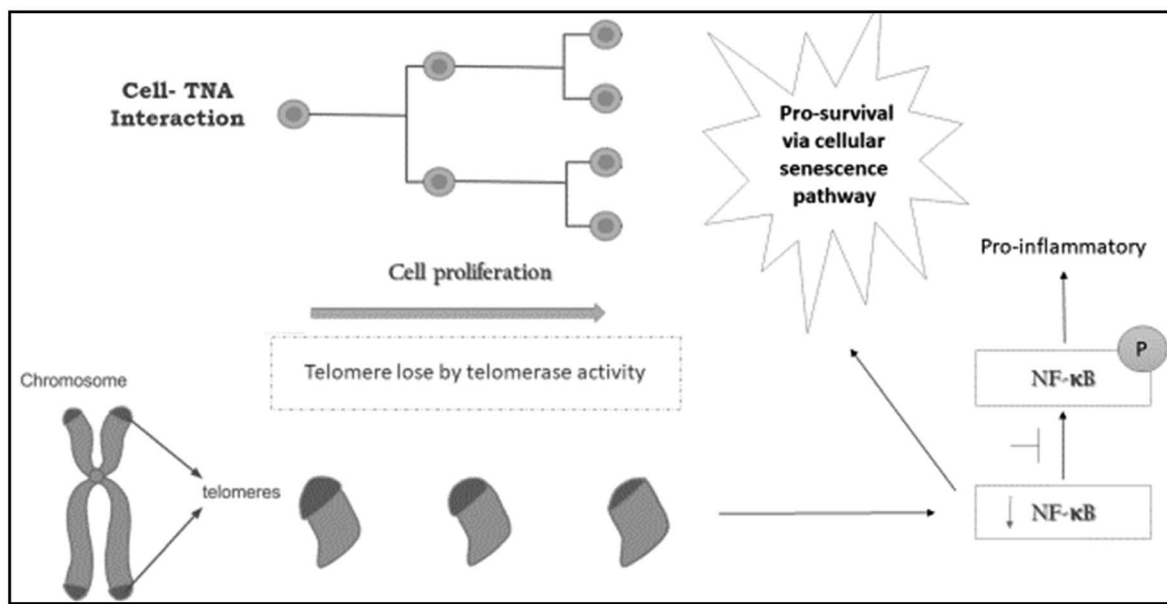 Cell- TNA
Interaction
Cell proliferation
Telomere lose by telomerase activity
Chromosome
telomeres
Pro-survival
via cellular
senescence
pathway
Pro-inflammatory
P
NF-κB
↓ NF-κB